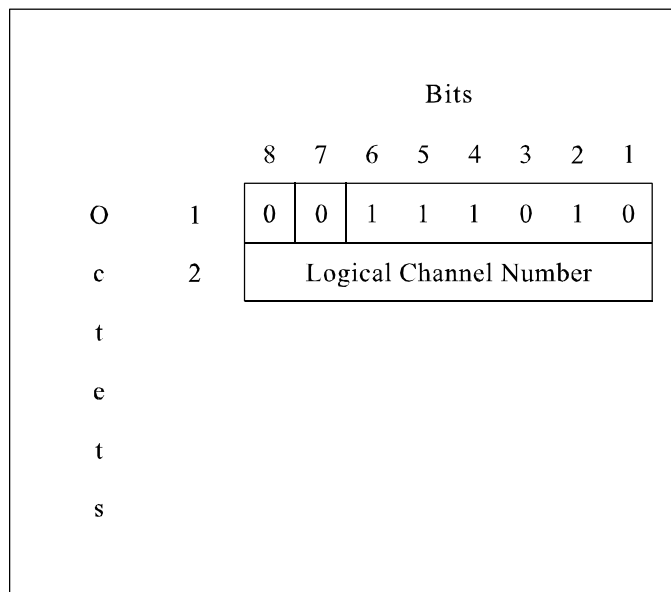 Bits
8 7 6 5 4 3 2 1
O 1 0 0 1 1 1 0 1 0
c 2 Logical Channel Number
t
e
t
s